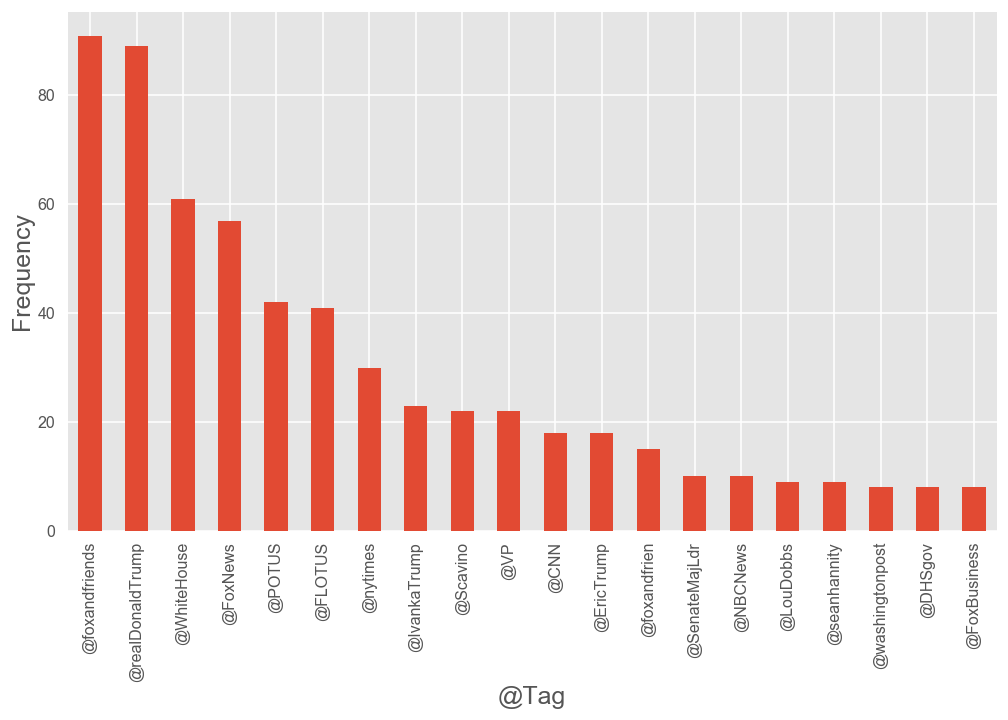 Frequency
80
60
40
20
0
@foxandfriends
@realDonaldTrump
@WhiteHouse
@FoxNews
@POTUS
@FLOTUS
@nytimes
@IvankaTrump
@Scavino
@VP
@CNN
@EricTrump
@foxandfrien
@SenateMajLdr
@NBCNews
@LouDobbs
@seanhannity
@washingtonpost
@DHSgov
@FoxBusiness
@Tag